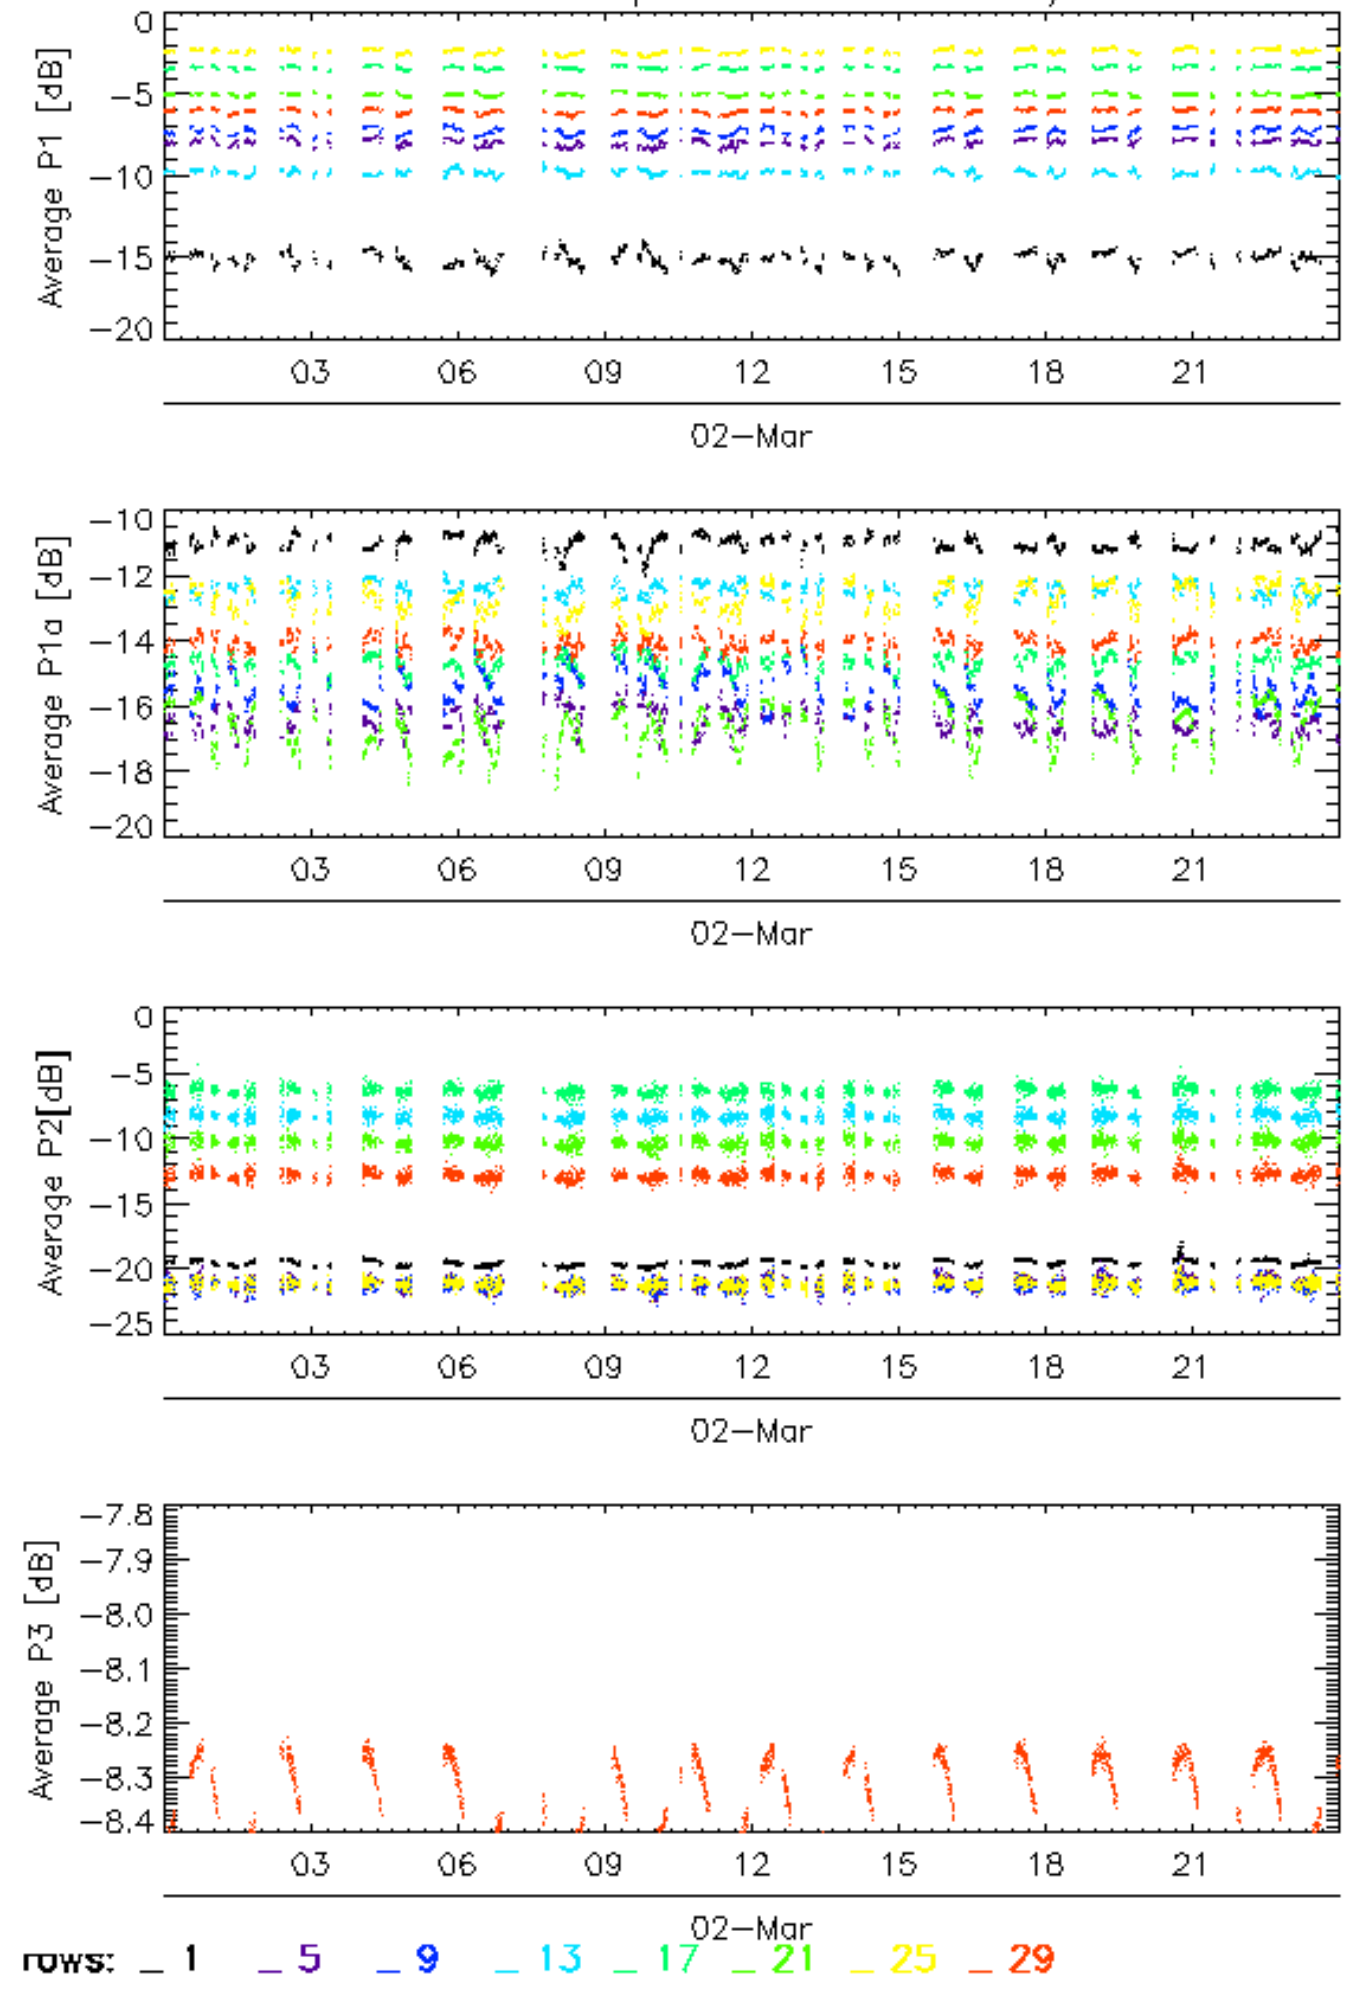 0
−5
−10
−15
−20
Average P1 [dB]
03 06 09 12 15 18 21
02−Mar
−10
−12
−14
−16
−18
−20
Average P1a [dB]
03 06 09 12 15 18 21
02−Mar
0
−5
−10
−15
−20
−25
Average P2[dB]
03 06 09 12 15 18 21
02−Mar
−7.8
−7.9
−8.0
−8.1
−8.2
−8.3
−8.4
Average P3 [dB]
03 06 09 12 15 18 21
02−Mar
rows: _ 1 _ 5 _ 9 _ 13 _ 17 _ 21 _ 25 _ 29